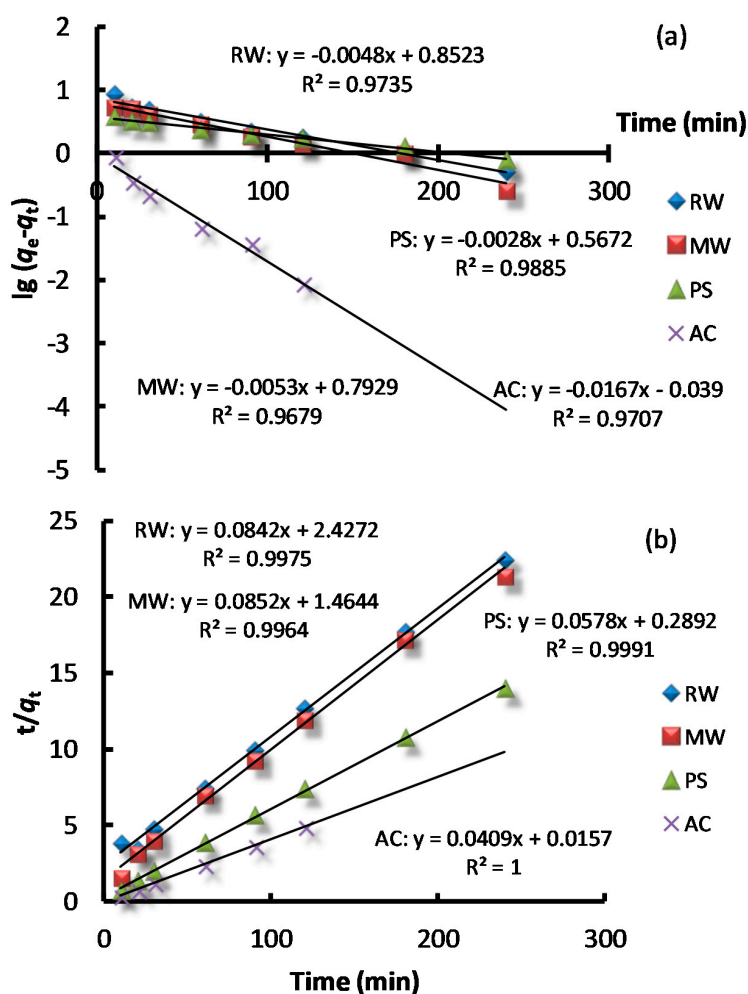 (a)
RW: y = -0.0048x + 0.8523
R² = 0.9735
2
1
0
-1
-2
-3
-4
-5
lg (qe-qt)
0
100
200
300
Time (min)
RW
MW
PS
AC
PS: y = -0.0028x + 0.5672
R² = 0.9885
MW: y = -0.0053x + 0.7929
R² = 0.9679
AC: y = -0.0167x - 0.039
R² = 0.9707
(b)
RW: y = 0.0842x + 2.4272
R² = 0.9975
MW: y = 0.0852x + 1.4644
R² = 0.9964
PS: y = 0.0578x + 0.2892
R² = 0.9991
25
20
15
10
5
0
t/qt
RW
MW
PS
AC
AC: y = 0.0409x + 0.0157
R² = 1
0
100
200
300
Time (min)